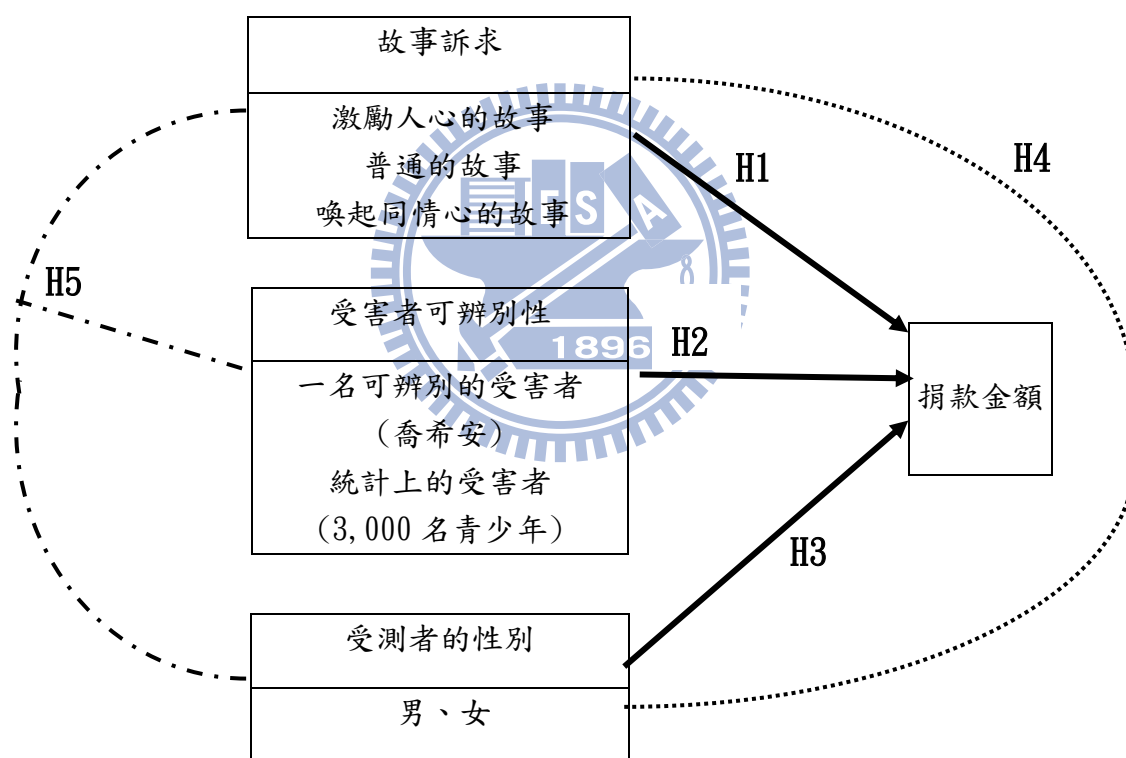 故事訴求
激勵人心的故事
普通的故事
喚起同情心的故事
H1
H4
H5
受害者可辨別性
一名可辨別的受害者
(喬希安)
統計上的受害者
(3,000 名青少年)
H2
捐款金額
H3
受測者的性別
男、女
ESA
1896